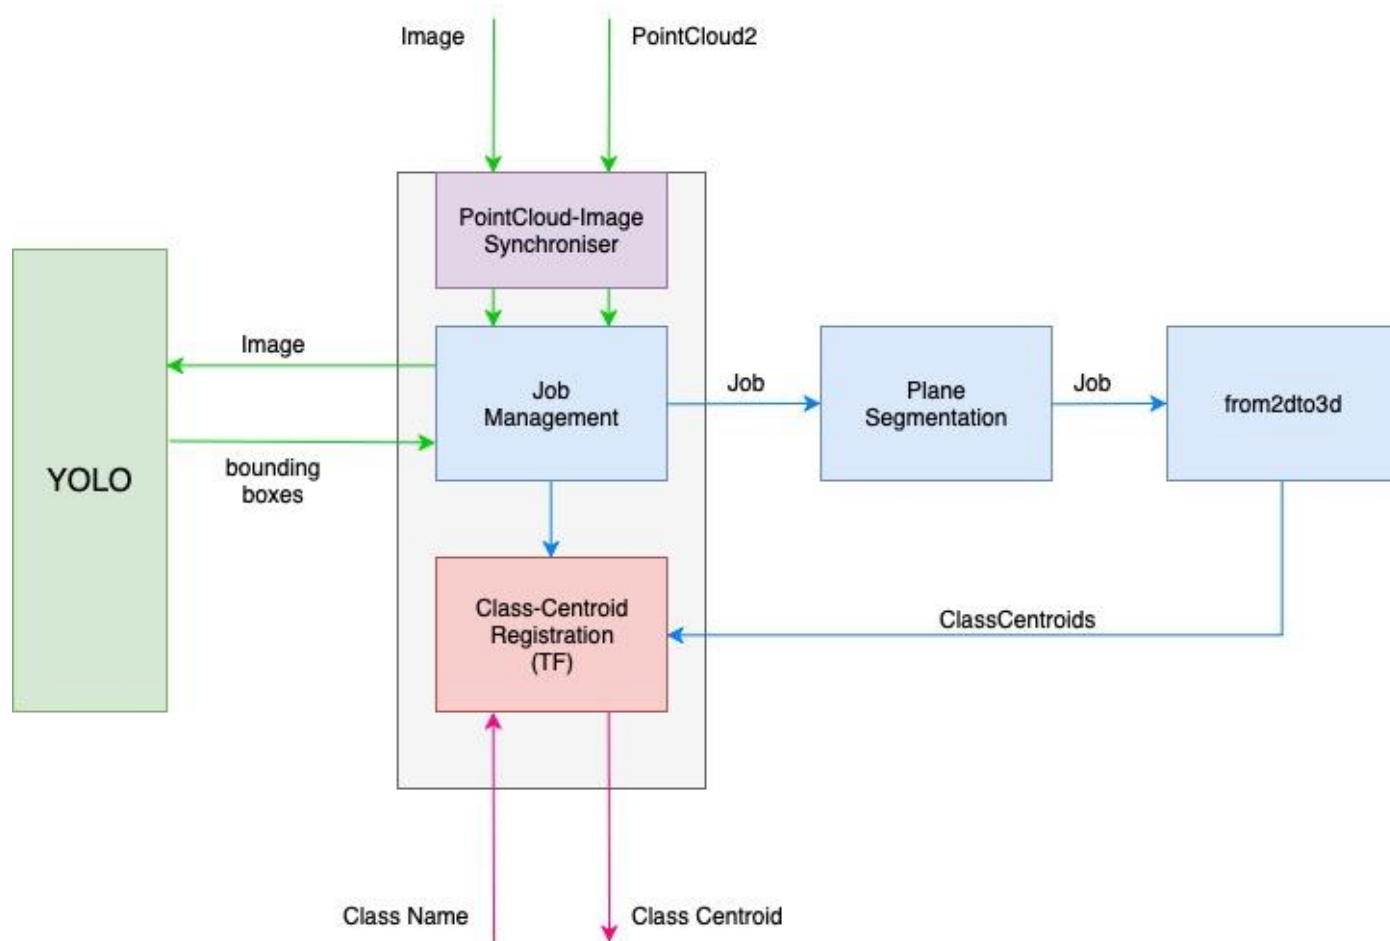 Image
PointCloud2
PointCloud-Image
Synchroniser
Image
Job
Management
Job
Plane
Segmentation
Job
from2dto3d
YOLO
bounding
boxes
Class-Centroid
Registration
(TF)
ClassCentroids
Class Name
Class Centroid